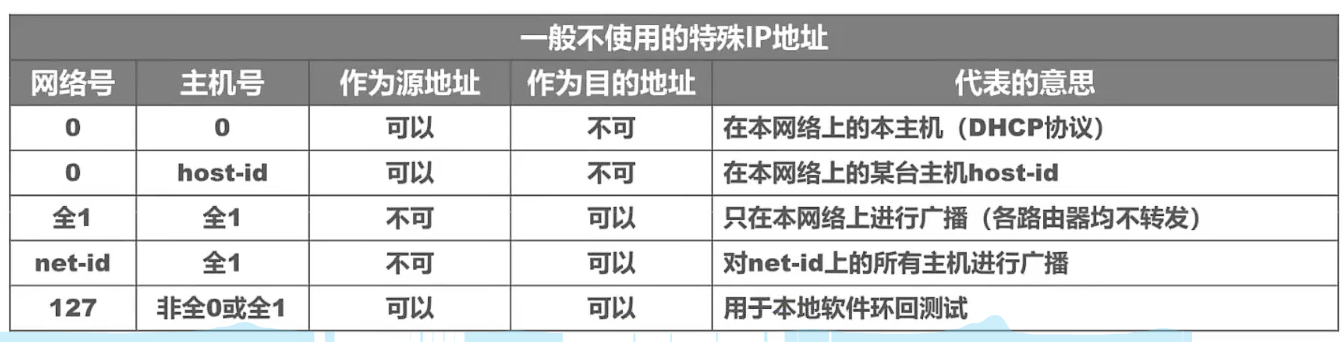 一般不使用的特殊IP地址
网络号 主机号 作为源地址 作为目的地址 代表的意思
0 0 可以 不可 在本网络上的本主机（DHCP协议）
0 host-id 可以 不可 在本网络上的某台主机host-id
全1 全1 不可 可以 只在本网络上进行广播（各路由器均不转发）
net-id 全1 不可 可以 对net-id上的所有主机进行广播
127 非全0或全1 可以 可以 用于本地软件环回测试